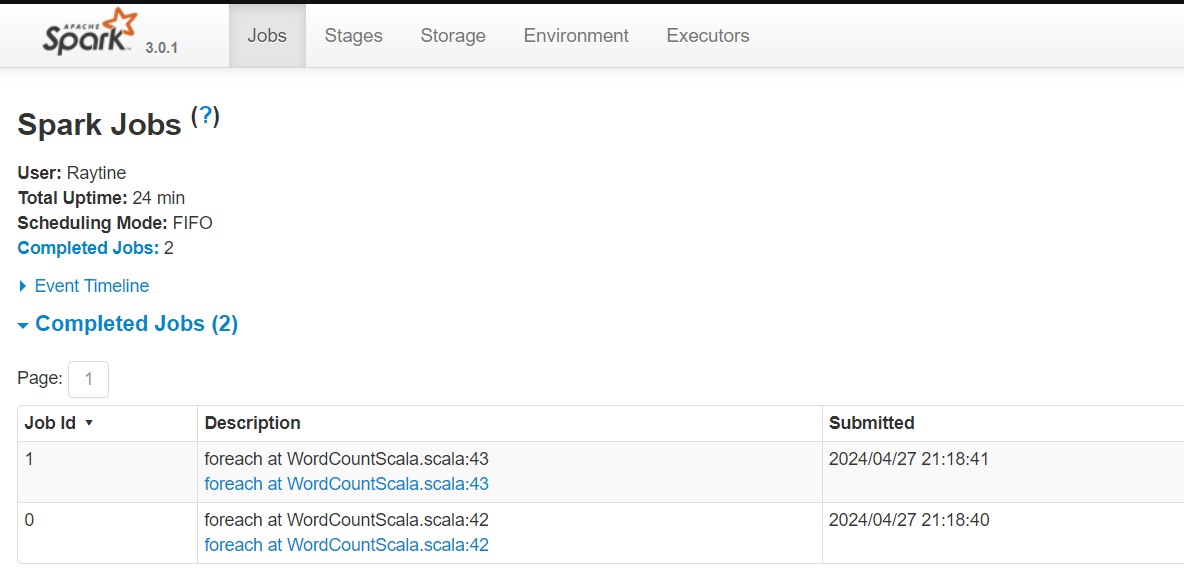 APACHE
Spark 3.0.1 Jobs Stages Storage Environment Executors
Spark Jobs (?)
User: Raytine
Total Uptime: 24 min
Scheduling Mode: FIFO
Completed Jobs: 2
Event Timeline
Completed Jobs (2)
Page: 1
Job Id Description Submitted
1 foreach at WordCountScala.scala:43 2024/04/27 21:18:41
foreach at WordCountScala.scala:43
0 foreach at WordCountScala.scala:42 2024/04/27 21:18:40
foreach at WordCountScala.scala:42